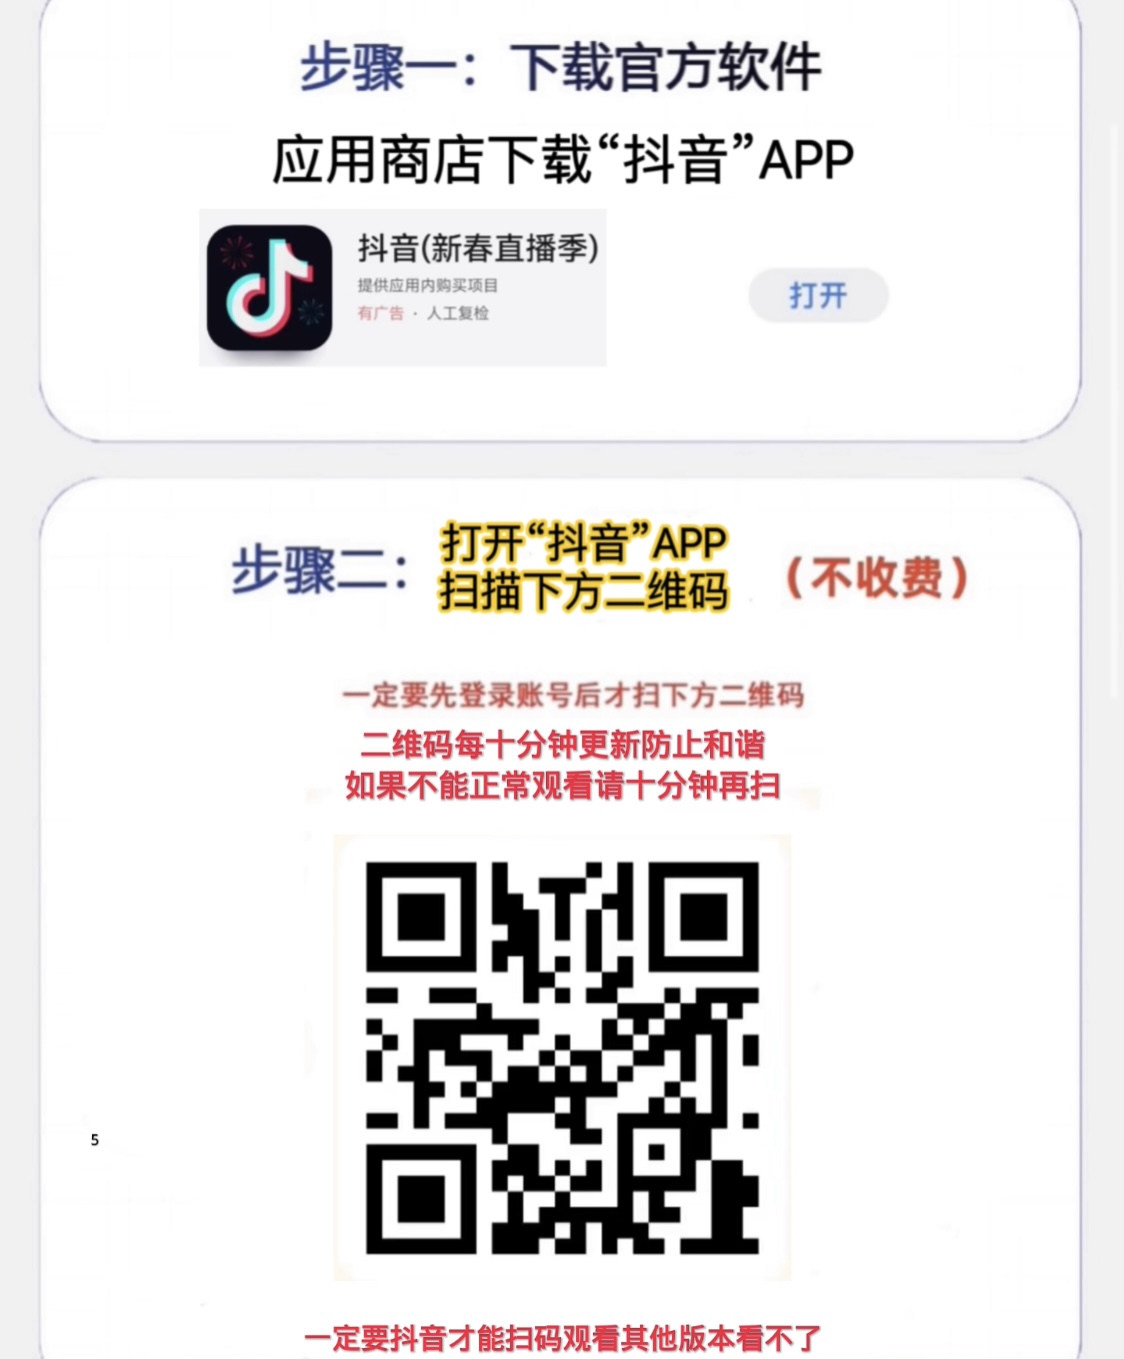 步骤一：下载官方软件
应用商店下载“抖音”APP
抖音(新春直播季)
提供应用内购买项目
有广告 · 人工复检
打开
步骤二：
打开“抖音”APP
扫描下方二维码
（不收费）
一定要先登录账号后才扫下方二维码
二维码每十分钟更新防止和谐
如果不能正常观看请十分钟再扫
5
一定要抖音才能扫码观看其他版本看不了